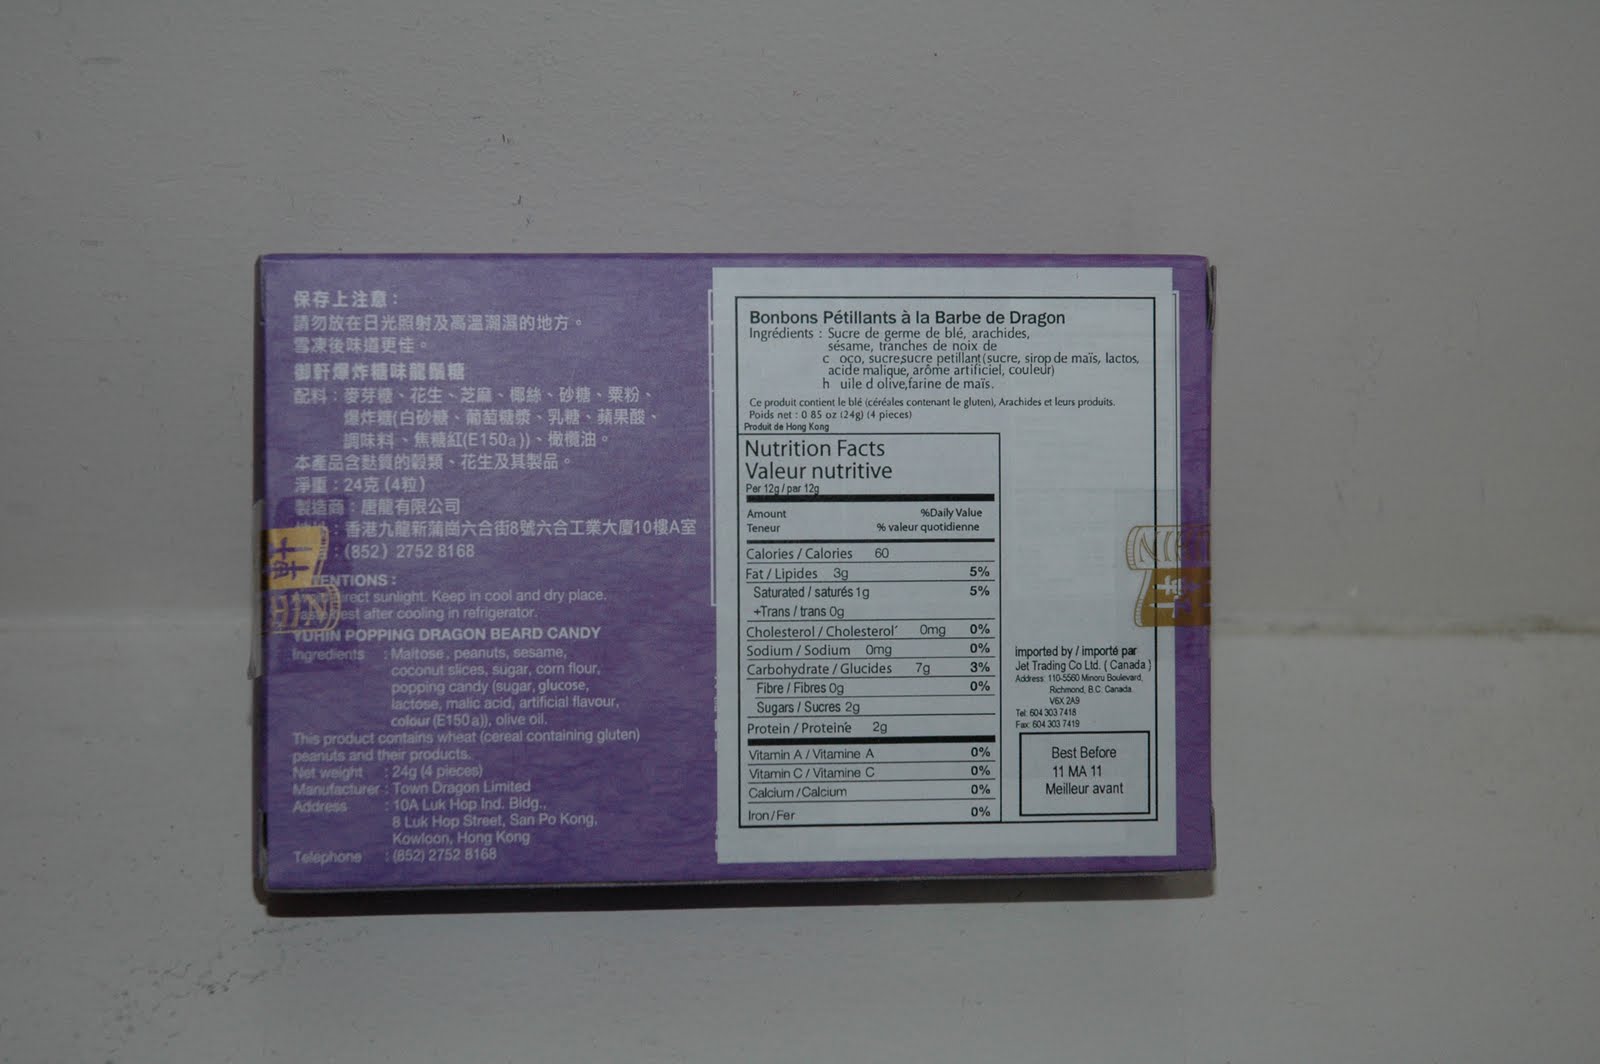 保存上注意：
請勿放在日光照射及高溫潮濕的地方。
雪凍後味道更佳。
御軒爆炸糖味龍鬚糖
配料：麥芽糖、花生、芝麻、椰絲、砂糖、粟粉、
爆炸糖(白砂糖、葡萄糖漿、乳糖、蘋果酸、
調味料、焦糖紅(E150a))、橄欖油。
本產品含麩質的穀類、花生及其製品。
淨重：24克 (4粒)
製造商：唐龍有限公司
：香港九龍新蒲崗六合街8號六合工業大廈10樓A室
：(852) 2752 8168
TENTIONS :
rect sunlight. Keep in cool and dry place.
est after cooling in refrigerator.
YUHIN POPPING DRAGON BEARD CANDY
Ingredients : Maltose, peanuts, sesame,
coconut slices, sugar, corn flour,
popping candy (sugar, glucose,
lactose, malic acid, artificial flavour,
colour (E150a)), olive oil.
This product contains wheat (cereal containing gluten)
peanuts and their products.
Net weight : 24g (4 pieces)
Manufacturer : Town Dragon Limited
Address : 10A Luk Hop Ind. Bldg.,
8 Luk Hop Street, San Po Kong,
Kowloon, Hong Kong
Telephone : (852) 2752 8168
Bonbons Pétillants à la Barbe de Dragon
Ingrédients : Sucre de germe de blé, arachides,
sésame, tranches de noix de
c oco, sucre,sucre petillant (sucre, sirop de maïs, lactos,
acide malique, arôme artificiel, couleur)
h uile d olive,farine de maïs.
Ce produit contient le blé (céréales contenant le gluten), Arachides et leurs produits.
Poids net : 0 85 oz (24g) (4 pieces)
Produit de Hong Kong
Nutrition Facts
Valeur nutritive
Per 12g / par 12g
Amount %Daily Value
Teneur % valeur quotidienne
Calories / Calories 60
Fat / Lipides 3g 5%
Saturated / saturés 1g 5%
+Trans / trans 0g
Cholesterol / Cholesterol´ 0mg 0%
Sodium / Sodium 0mg 0%
Carbohydrate / Glucides 7g 3%
Fibre / Fibres 0g 0%
Sugars / Sucres 2g
Protein / Proteiné 2g
Vitamin A / Vitamine A 0%
Vitamin C / Vitamine C 0%
Calcium / Calcium 0%
Iron / Fer 0%
imported by / importé par
Jet Trading Co Ltd. ( Canada )
Address: 110-5560 Minoru Boulevard,
Richmond, B.C. Canada.
V6X 2A9
Tel: 604 303 7418
Fax: 604 303 7419
Best Before
11 MA 11
Meilleur avant